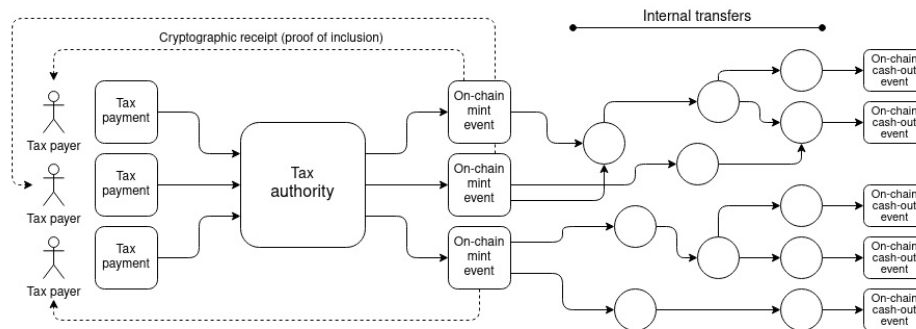 Internal transfers
Cryptographic receipt (proof of inclusion)
Tax payer
Tax
payment
Tax payer
Tax
payment
Tax payer
Tax
payment
Tax
authority
On-chain
mint
event
On-chain
mint
event
On-chain
mint
event
On-chain
cash-out
event
On-chain
cash-out
event
On-chain
cash-out
event
On-chain
cash-out
event
On-chain
cash-out
event